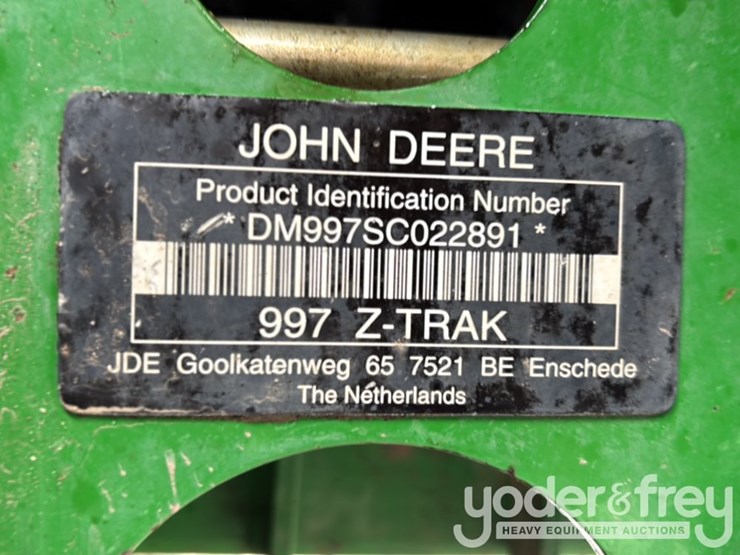 JOHN DEERE
Product Identification Number
* DM997SC022891 *
997 Z-TRAK
JDE Goolkatenweg 65 7521 BE Enschede
The Netherlands
yoder&frey
HEAVY EQUIPMENT AUCTIONS